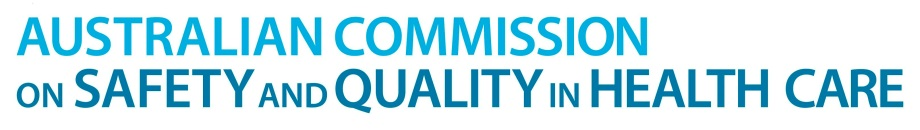 AUSTRALIAN COMMISSION
ON SAFETY AND QUALITY IN HEALTH CARE